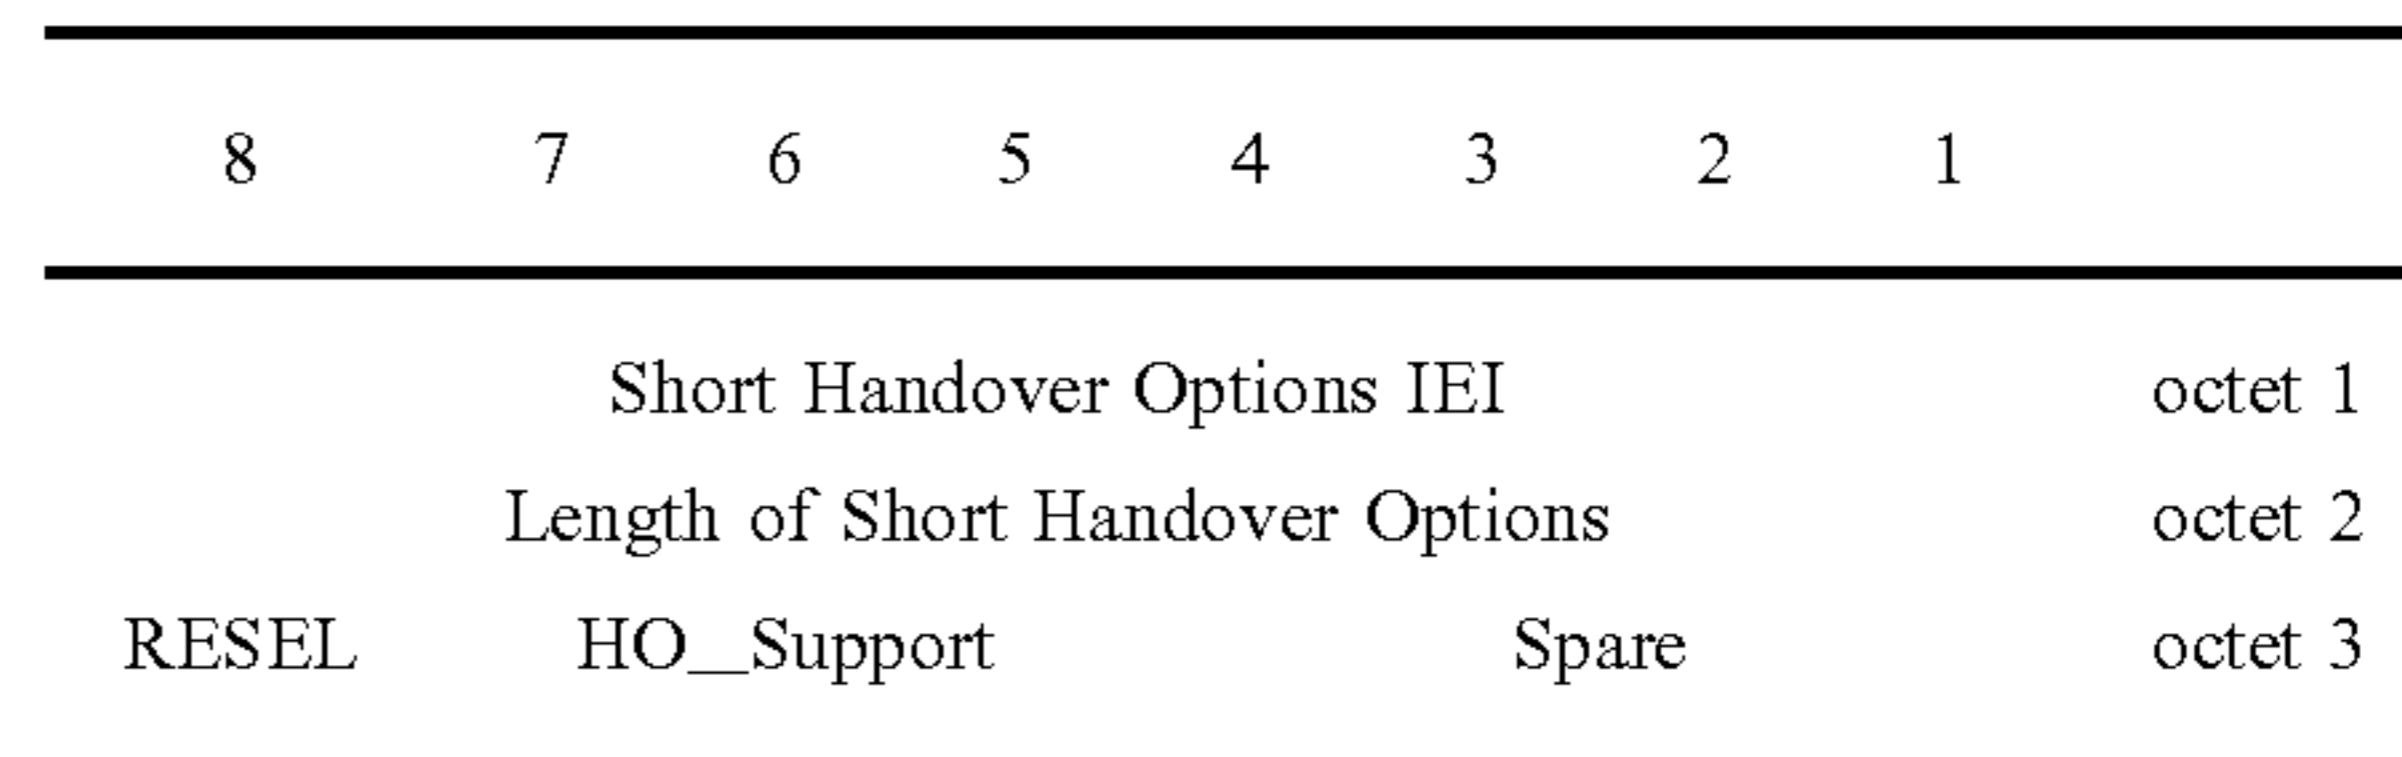 8 7 6 5 4 3 2 1
Short Handover Options IEI octet 1
Length of Short Handover Options octet 2
RESEL HO_Support Spare octet 3